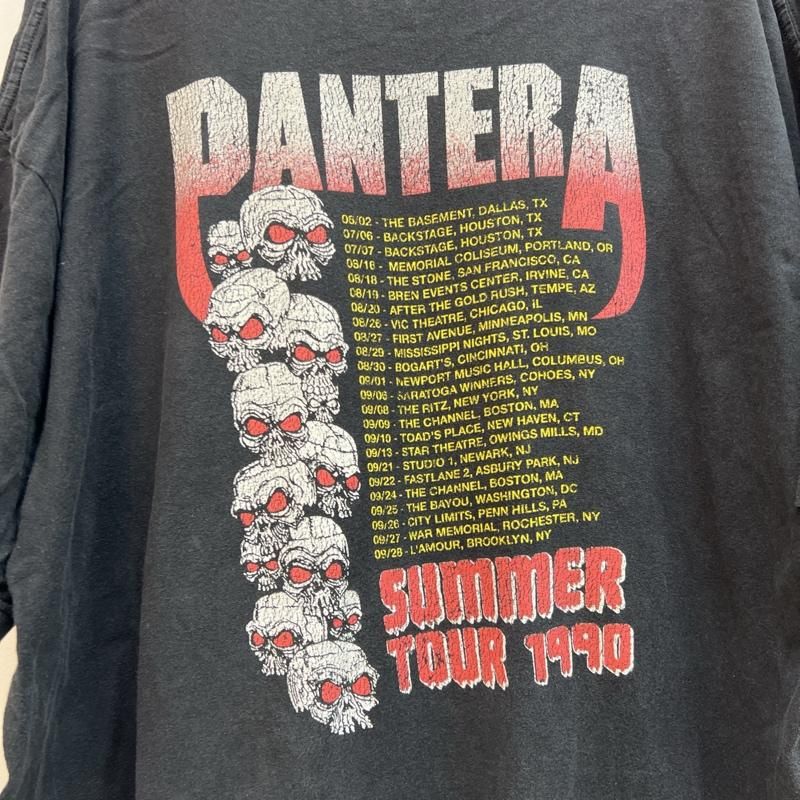 PANTERA
06/02 - THE BASEMENT, DALLAS, TX
07/06 - BACKSTAGE, HOUSTON, TX
07/07 - BACKSTAGE, HOUSTON, TX
08/16 - MEMORIAL COLISEUM, PORTLAND, OR
08/18 - THE STONE, SAN FRANCISCO, CA
08/19 - BREN EVENTS CENTER, IRVINE, CA
08/20 - AFTER THE GOLD RUSH, TEMPE, AZ
08/26 - VIC THEATRE, CHICAGO, IL
08/27 - FIRST AVENUE, MINNEAPOLIS, MN
08/29 - MISSISSIPPI NIGHTS, ST. LOUIS, MO
08/30 - BOGART'S, CINCINNATI, OH
09/01 - NEWPORT MUSIC HALL, COLUMBUS, OH
09/06 - SARATOGA WINNERS, COHOES, NY
09/08 - THE RITZ, NEW YORK, NY
09/09 - THE CHANNEL, BOSTON, MA
09/10 - TOAD'S PLACE, NEW HAVEN, CT
09/13 - STAR THEATRE, OWINGS MILLS, MD
09/21 - STUDIO 1, NEWARK, NJ
09/22 - FASTLANE 2, ASBURY PARK, NJ
09/24 - THE CHANNEL, BOSTON, MA
09/25 - THE BAYOU, WASHINGTON, DC
09/26 - CITY LIMITS, PENN HILLS, PA
09/27 - WAR MEMORIAL, ROCHESTER, NY
09/28 - L'AMOUR, BROOKLYN, NY
SUMMER
TOUR 1990